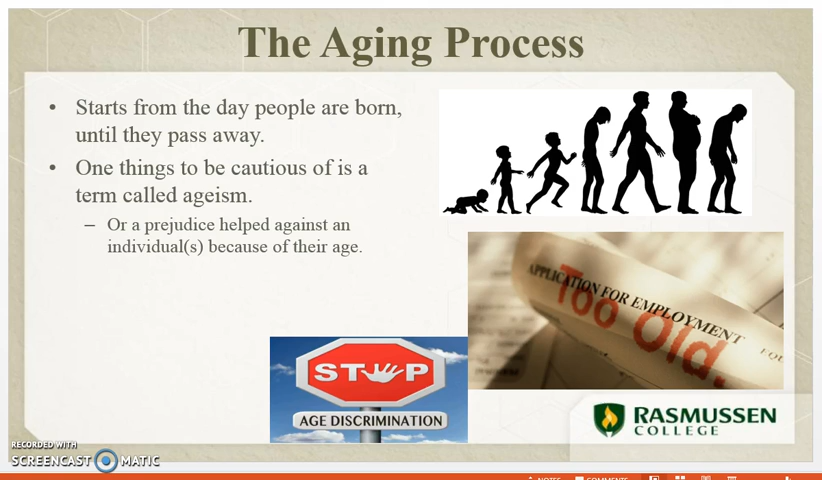 The Aging Process
Starts from the day people are born,
until they pass away.
One things to be cautious of is a
term called ageism.
– Or a prejudice helped against an
individual(s) because of their age.
APPLICATION FOR EMPLOYMENT
Too Old.
STOP
AGE DISCRIMINATION
RASMUSSEN
COLLEGE
RECORDED WITH
SCREENCAST MATIC
NOTES
COMMENTS